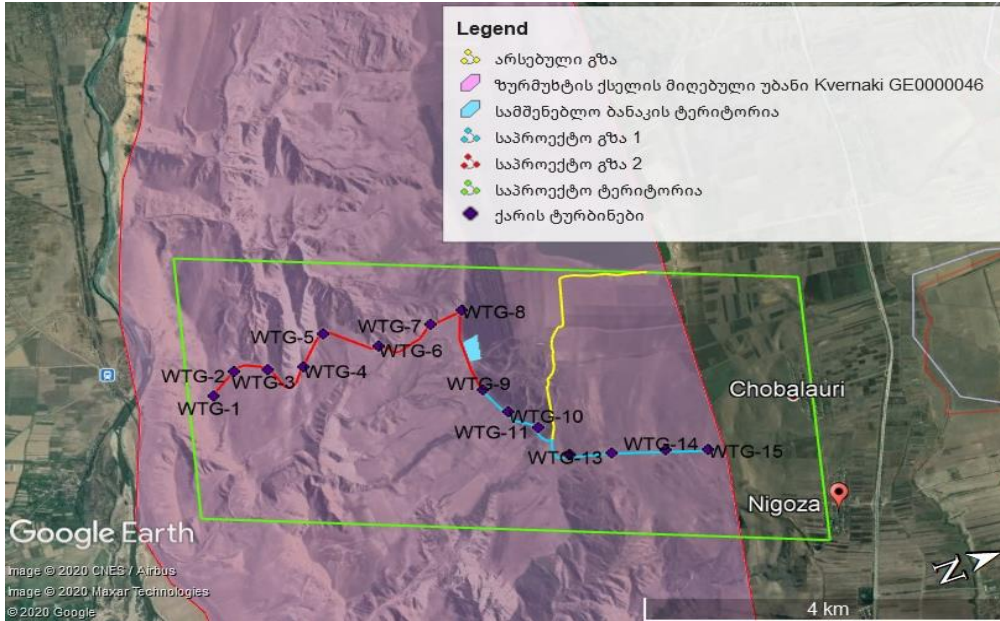 Legend
არსებული გზა
ზურმუხტის ქსელის მიღებული უბანი Kvernaki GE0000046
სამშენებლო ბანაკის ტერიტორია
საპროექტო გზა 1
საპროექტო გზა 2
საპროექტო ტერიტორია
ქარის ტურბინები
WTG-8
WTG-7
WTG-5
WTG-6
WTG-2
WTG-3
WTG-4
WTG-1
WTG-9
Chobalauri
WTG-10
WTG-11
WTG-13
WTG-14
WTG-15
Nigoza
Google Earth
Image © 2020 CNES / Airbus
Image © 2020 Maxar Technologies
© 2020 Google
N
4 km